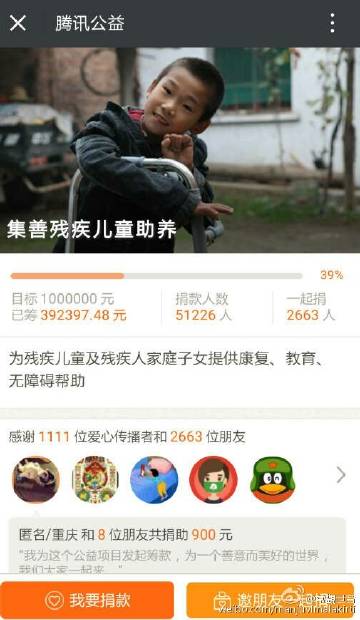 腾讯公益
集善残疾儿童助养
39%
目标 1000000 元 捐款人数 一起捐
已筹 392397.48 元 51226 人 2663 人
为残疾儿童及残疾人家庭子女提供康复、教育、
无障碍帮助
感谢 1111 位爱心传播者和 2663 位朋友
匿名/重庆 和 8 位朋友共捐助 900 元
“我为这个公益项目发起筹款，为一个善意而美好的世界，
我们大家一起来。”
我要捐款 邀朋友一起捐